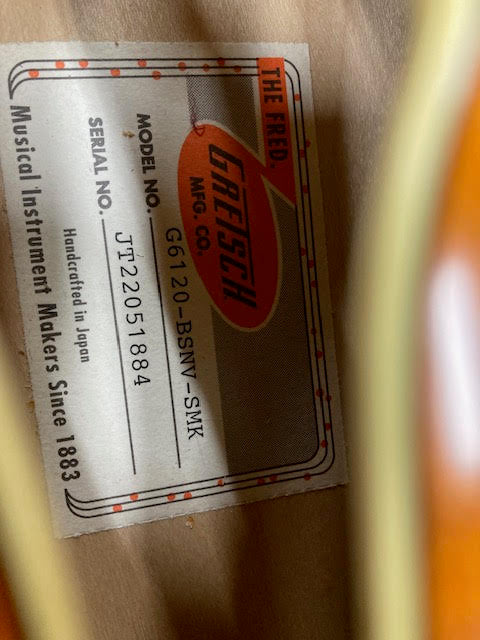 THE FRED.
GRETSCH
MFG. CO.
MODEL NO. G6120-BSNV-SMK
SERIAL NO. JT22051884
Handcrafted in Japan
Musical Instrument Makers Since 1883